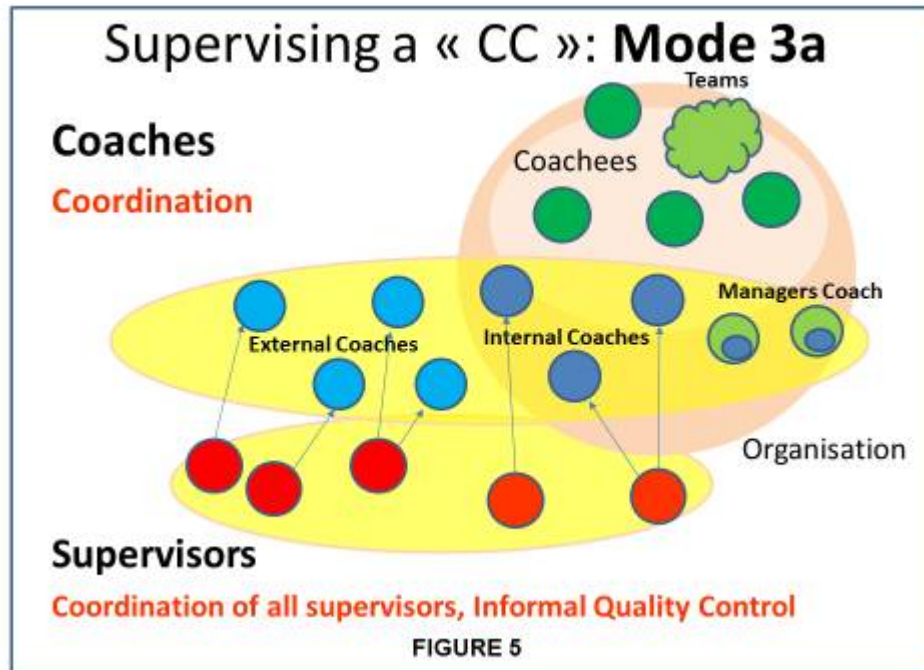 Supervising a « CC »: Mode 3a
Teams
Coaches
Coachees
Coordination
Managers Coach
External Coaches
Internal Coaches
Organisation
Supervisors
Coordination of all supervisors, Informal Quality Control
FIGURE 5